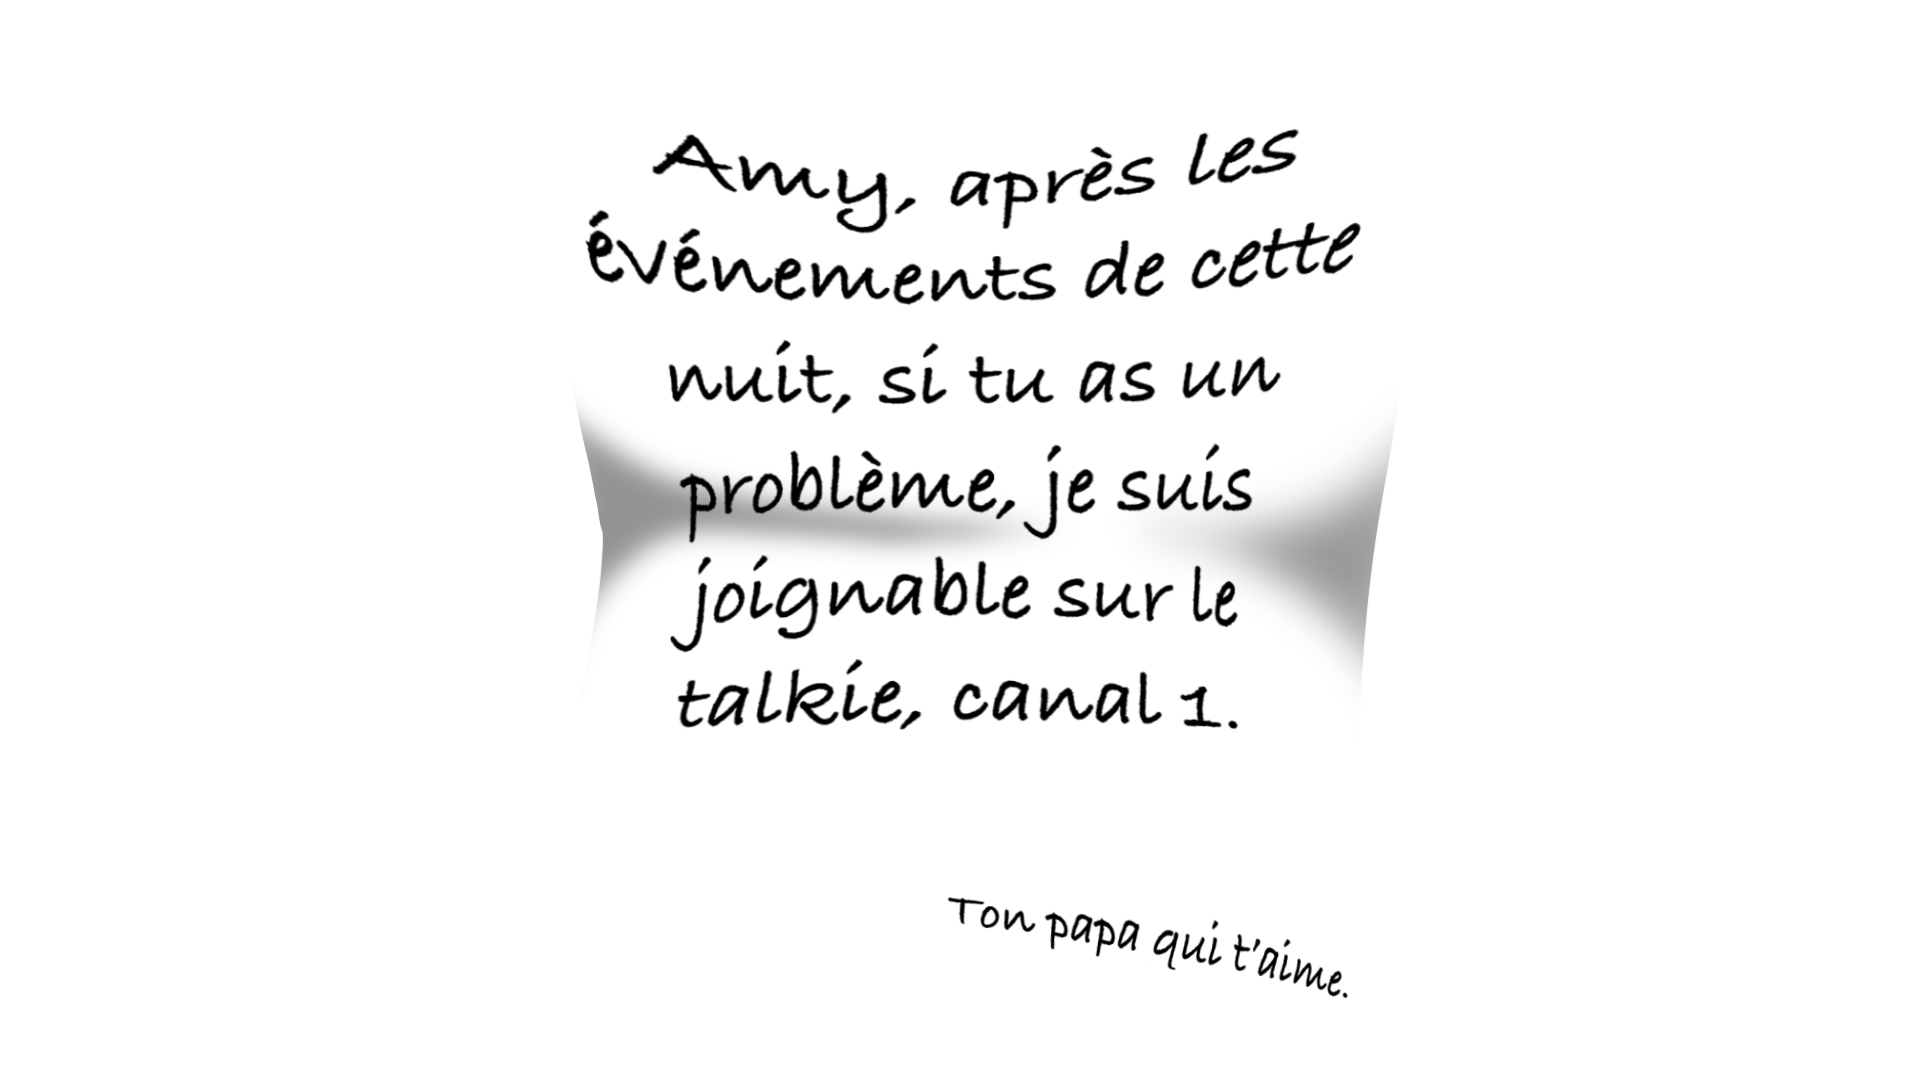 Amy, après les
événements de cette
nuit, si tu as un
problème, je suis
joignable sur le
talkie, canal 1.
Ton papa qui t'aime.